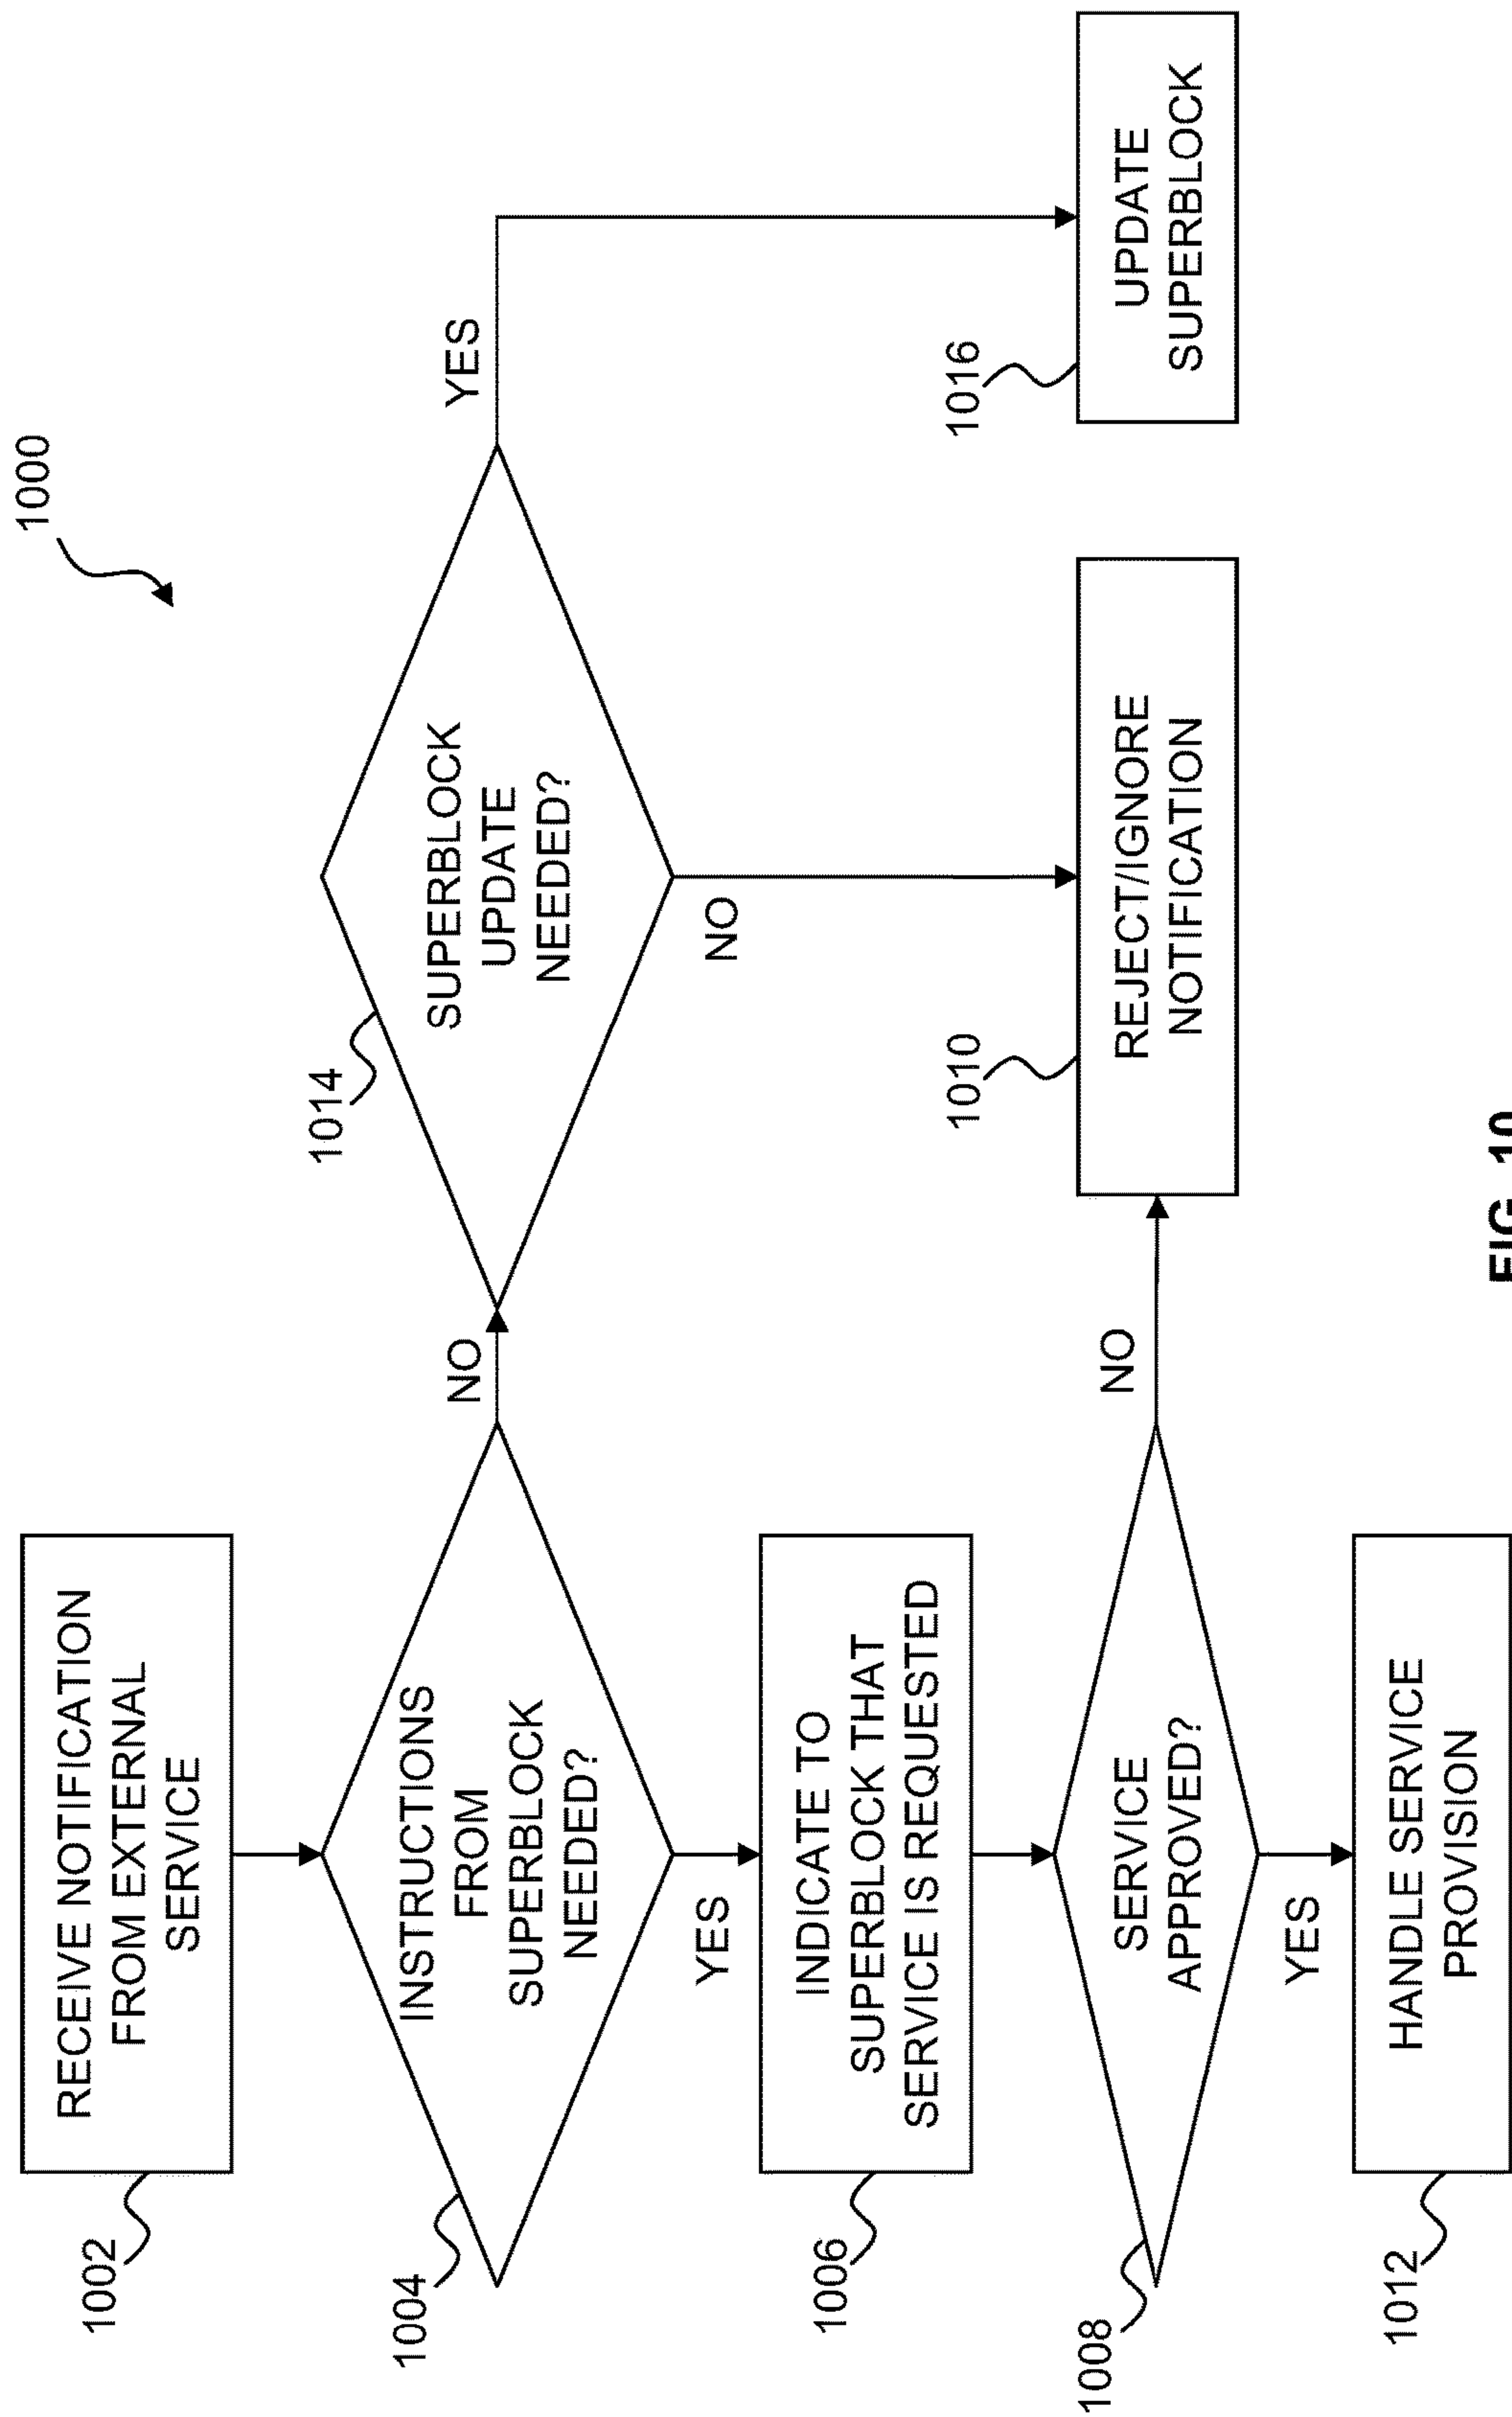 1000
1002
RECEIVE NOTIFICATION
FROM EXTERNAL
SERVICE
1004
INSTRUCTIONS
FROM
SUPERBLOCK
NEEDED?
NO
YES
1014
SUPERBLOCK
UPDATE
NEEDED?
YES
NO
1006
INDICATE TO
SUPERBLOCK THAT
SERVICE IS REQUESTED
1008
SERVICE
APPROVED?
NO
YES
1010
REJECT/IGNORE
NOTIFICATION
1016
UPDATE
SUPERBLOCK
1012
HANDLE SERVICE
PROVISION
FIG. 10